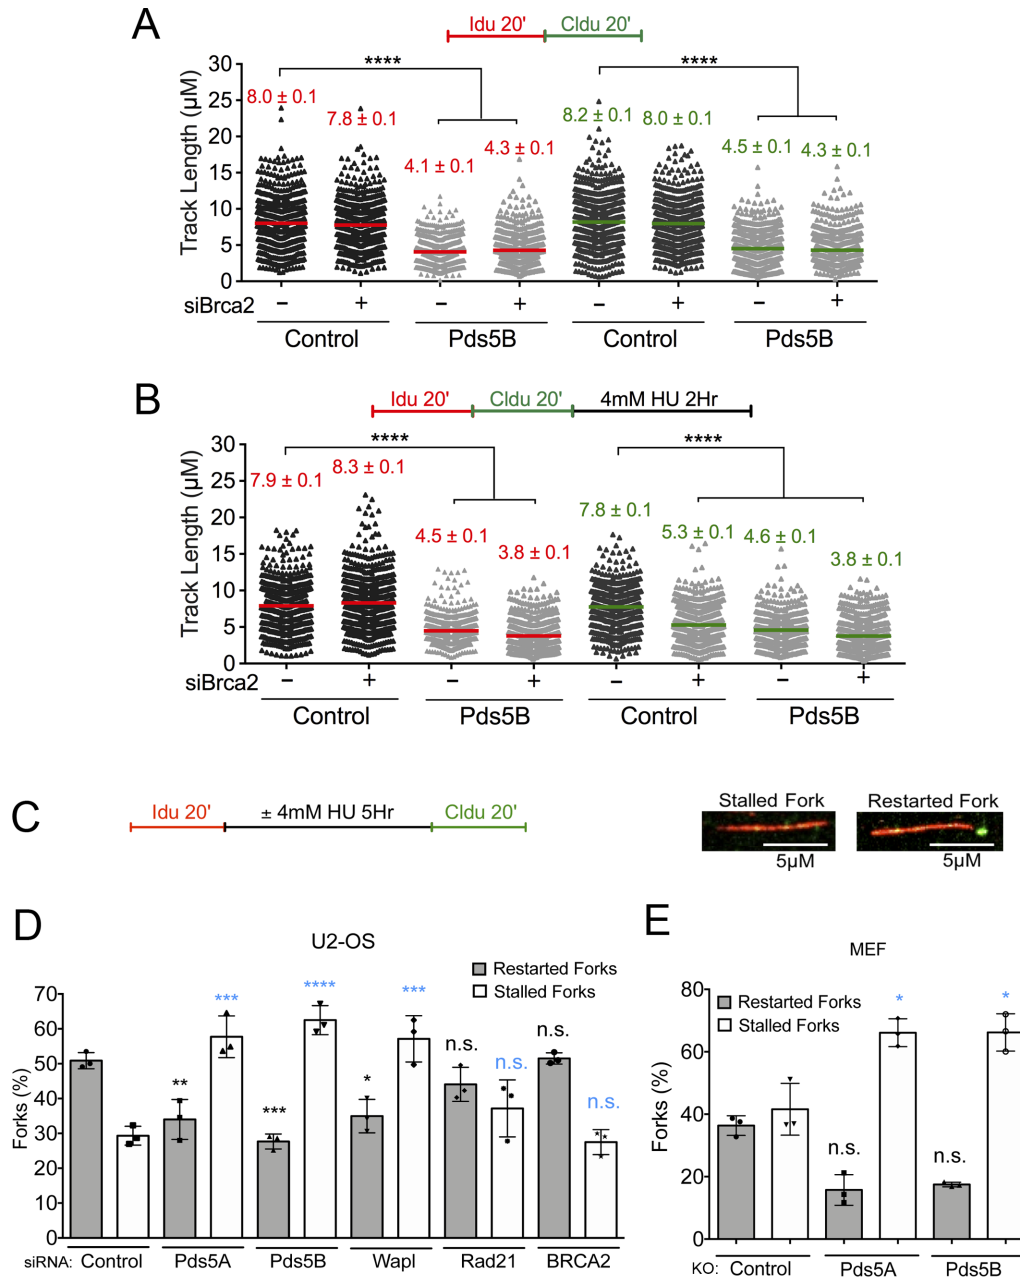 A
Idu 20' Cldu 20'
Track Length (µM)
30
25
20
15
10
5
0
**** ****
8.0 ± 0.1 7.8 ± 0.1 4.1 ± 0.1 4.3 ± 0.1 8.2 ± 0.1 8.0 ± 0.1 4.5 ± 0.1 4.3 ± 0.1
siBrca2 − + − + − + − +
Control Pds5B Control Pds5B
B
Idu 20' Cldu 20' 4mM HU 2Hr
Track Length (µM)
30
25
20
15
10
5
0
**** ****
7.9 ± 0.1 8.3 ± 0.1 4.5 ± 0.1 3.8 ± 0.1 7.8 ± 0.1 5.3 ± 0.1 4.6 ± 0.1 3.8 ± 0.1
siBrca2 − + − + − + − +
Control Pds5B Control Pds5B
C
Idu 20' ± 4mM HU 5Hr Cldu 20'
Stalled Fork Restarted Fork
5µM 5µM
D
U2-OS
Restarted Forks
Stalled Forks
Forks (%)
70
60
50
40
30
20
10
0
** *** *** **** * *** n.s. n.s. n.s. n.s.
siRNA: Control Pds5A Pds5B Wapl Rad21 BRCA2
E
MEF
Restarted Forks
Stalled Forks
Forks (%)
80
60
40
20
0
n.s. * n.s. *
KO: Control Pds5A Pds5B